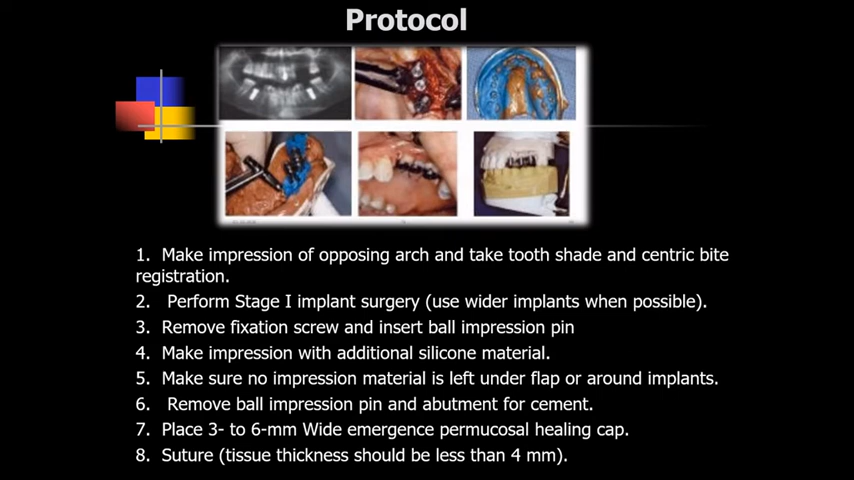 Protocol
1. Make impression of opposing arch and take tooth shade and centric bite
registration.
2. Perform Stage I implant surgery (use wider implants when possible).
3. Remove fixation screw and insert ball impression pin
4. Make impression with additional silicone material.
5. Make sure no impression material is left under flap or around implants.
6. Remove ball impression pin and abutment for cement.
7. Place 3- to 6-mm Wide emergence permucosal healing cap.
8. Suture (tissue thickness should be less than 4 mm).